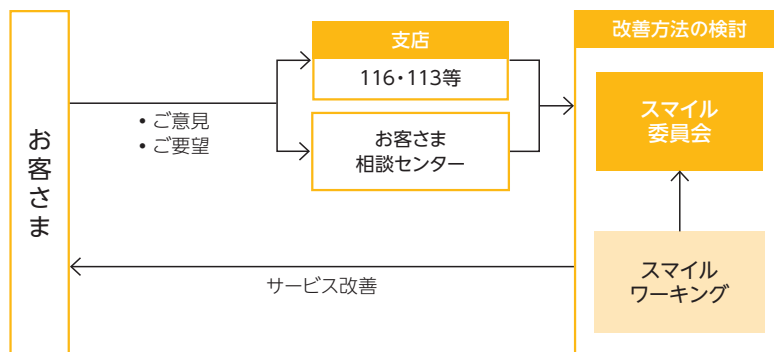 お客さま
• ご意見
• ご要望
支店
116・113等
お客さま
相談センター
改善方法の検討
スマイル
委員会
スマイル
ワーキング
サービス改善